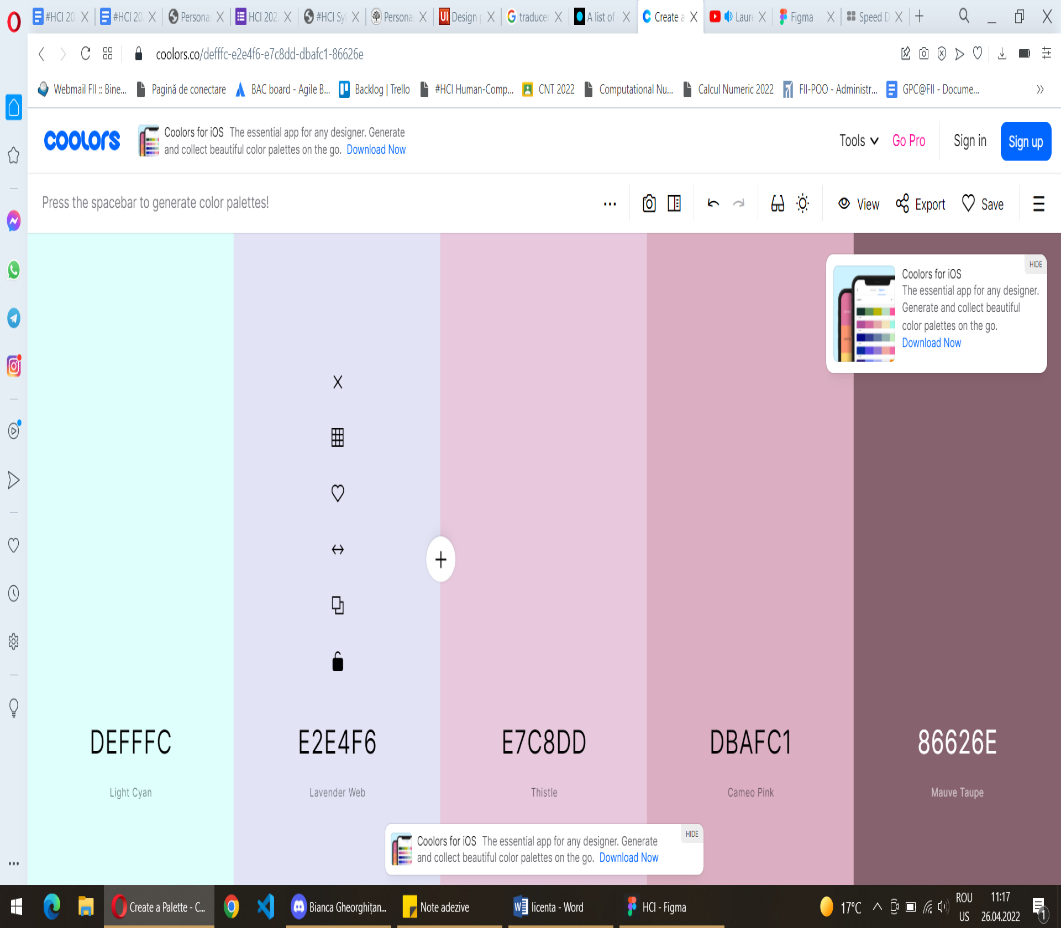 #HCI 20
#HCI 20
Persona
HCI 202
#HCI Sy
Persona
Design p
traduce
A list of
Create a
Laur
Figma
Speed D
coolors.co/defffc-e2e4f6-e7c8dd-dbafc1-86626e
Webmail FII :: Bine...
Pagină de conectare
BAC board - Agile B...
Backlog | Trello
#HCI Human-Comp...
CNT 2022
Computational Nu...
Calcul Numeric 2022
FII-POO - Administr...
GPC@FII - Docume...
coolors
Coolors for iOS The essential app for any designer. Generate
and collect beautiful color palettes on the go. Download Now
Tools
Go Pro
Sign in
Sign up
Press the spacebar to generate color palettes!
View
Export
Save
HIDE
Coolors for iOS
The essential app for any designer.
Generate and collect beautiful
color palettes on the go.
Download Now
DEFFFC
Light Cyan
E2E4F6
Lavender Web
E7C8DD
Thistle
DBAFC1
Cameo Pink
86626E
Mauve Taupe
HIDE
Coolors for iOS The essential app for any designer. Generate
and collect beautiful color palettes on the go. Download Now
Create a Palette - C...
Bianca Gheorghițan...
Note adezive
licenta - Word
HCI - Figma
17°C
ROU
US
11:17
26.04.2022
1